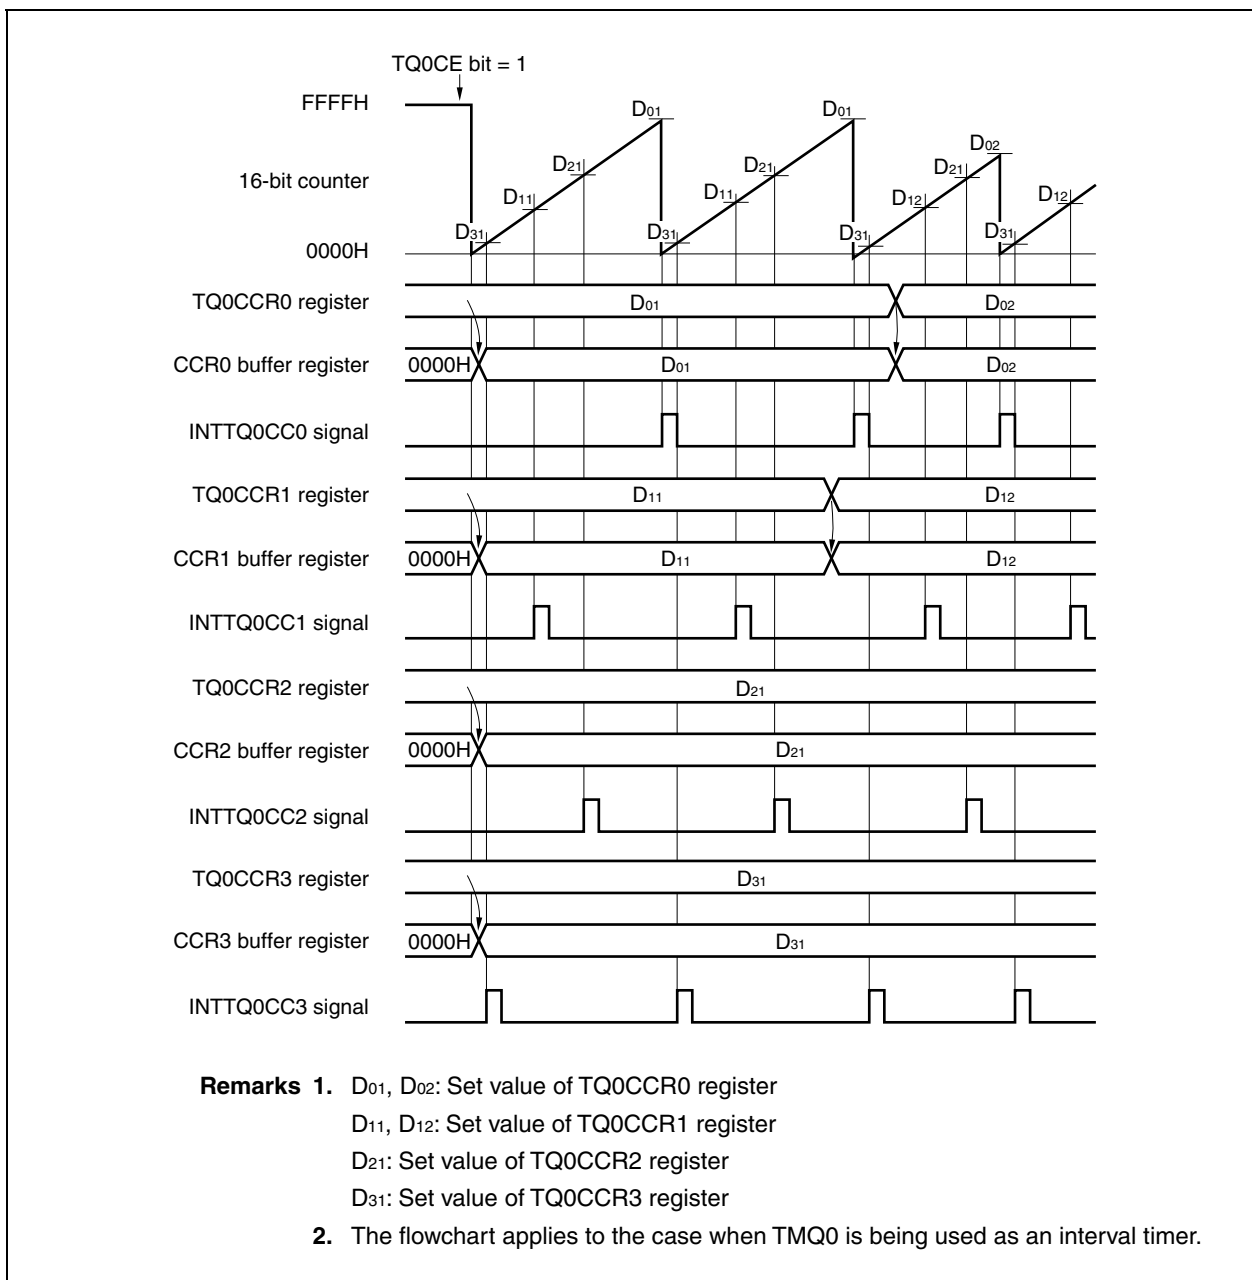 TQ0CE bit = 1
FFFFH
D01 D01
D02
D21 D21 D21
16-bit counter
D11 D11 D12 D12
D31 D31 D31 D31
0000H
TQ0CCR0 register D01 D02
CCR0 buffer register 0000H D01 D02
INTTQ0CC0 signal
TQ0CCR1 register D11 D12
CCR1 buffer register 0000H D11 D12
INTTQ0CC1 signal
TQ0CCR2 register D21
CCR2 buffer register 0000H D21
INTTQ0CC2 signal
TQ0CCR3 register D31
CCR3 buffer register 0000H D31
INTTQ0CC3 signal
Remarks 1. D01, D02: Set value of TQ0CCR0 register
D11, D12: Set value of TQ0CCR1 register
D21: Set value of TQ0CCR2 register
D31: Set value of TQ0CCR3 register
2. The flowchart applies to the case when TMQ0 is being used as an interval timer.